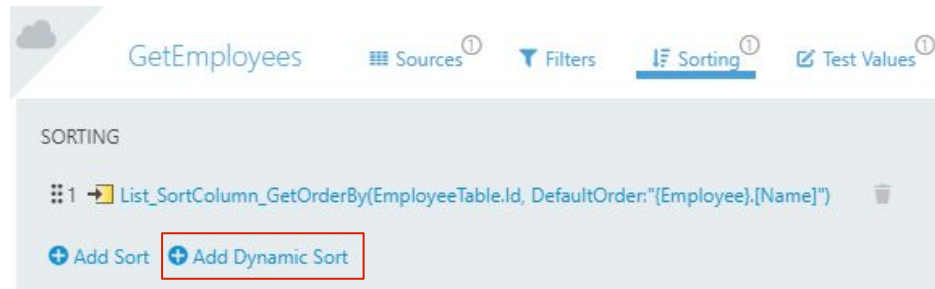 GetEmployees Sources 1 Filters Sorting 1 Test Values 1
SORTING
1 List_SortColumn_GetOrderBy(EmployeeTable.Id, DefaultOrder:"{Employee}.[Name]")
Add Sort Add Dynamic Sort